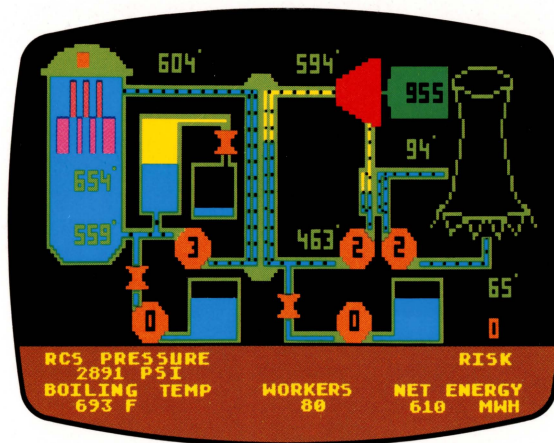 604°
594°
955
94°
654°
559°
3
463°
2
2
65°
0
0
0
RCS PRESSURE
RISK
2891 PSI
BOILING TEMP
WORKERS
NET ENERGY
693 F
80
610 MWH